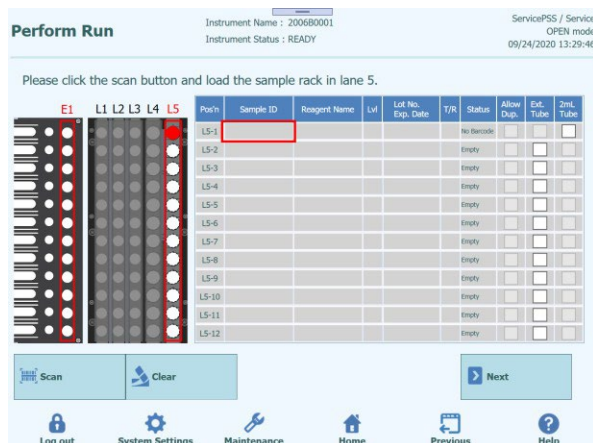 Perform Run
Instrument Name : 2006B0001
Instrument Status : READY
ServicePSS / Service
OPEN mode
09/24/2020 13:29:46
Please click the scan button and load the sample rack in lane 5.
E1 L1 L2 L3 L4 L5
Pos'n Sample ID Reagent Name Lvl Lot No. Exp. Date T/R Status Allow Dup. Ext. Tube 2mL Tube
L5-1 No Barcode
L5-2 Empty
L5-3 Empty
L5-4 Empty
L5-5 Empty
L5-6 Empty
L5-7 Empty
L5-8 Empty
L5-9 Empty
L5-10 Empty
L5-11 Empty
L5-12 Empty
Scan Clear Next
Log out System Settings Maintenance Home Previous Help